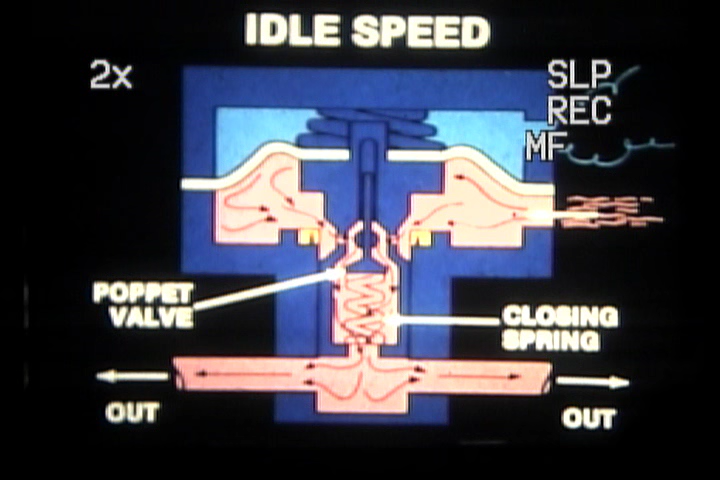 IDLE SPEED
2x
SLP
REC
MF
POPPET
VALVE
CLOSING
SPRING
OUT
OUT